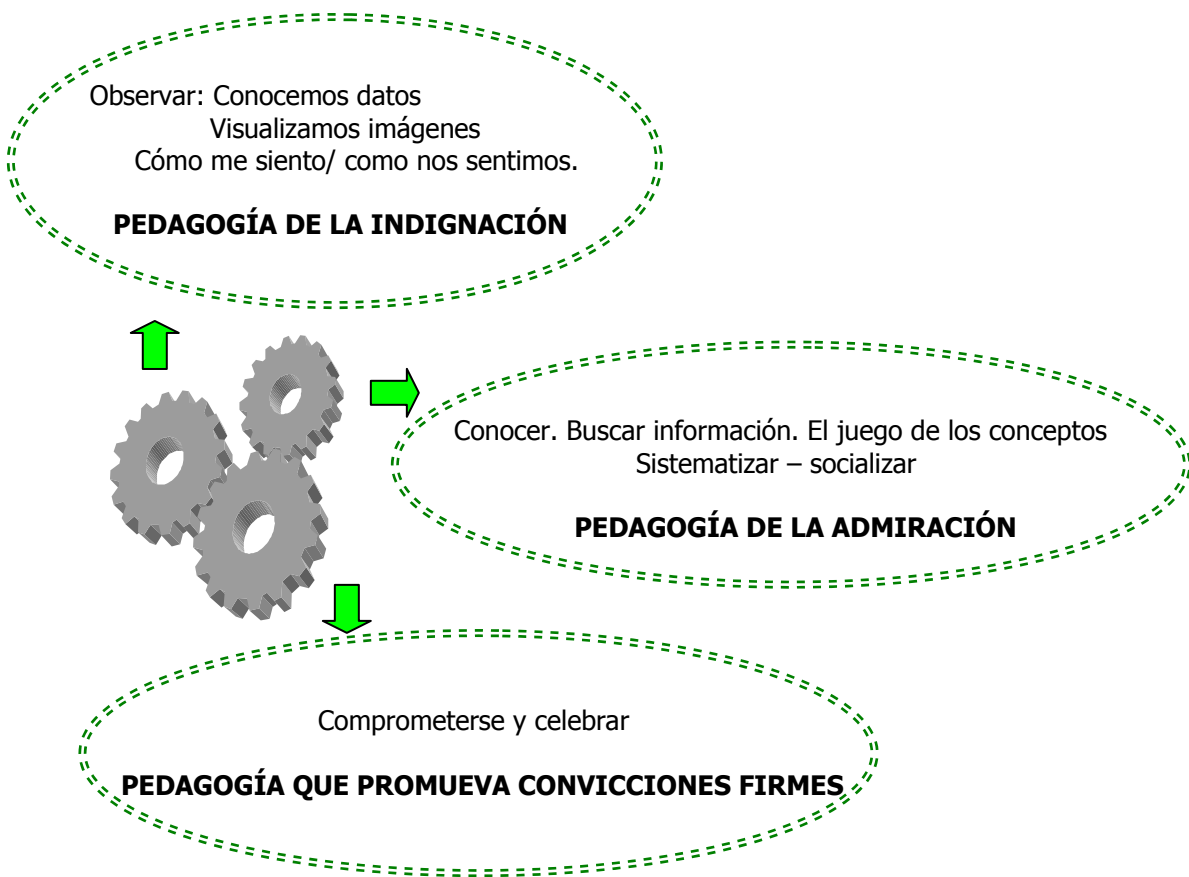 Observar: Conocemos datos
Visualizamos imágenes
Cómo me siento/ como nos sentimos.
PEDAGOGÍA DE LA INDIGNACIÓN
Conocer. Buscar información. El juego de los conceptos
Sistematizar – socializar
PEDAGOGÍA DE LA ADMIRACIÓN
Comprometerse y celebrar
PEDAGOGÍA QUE PROMUEVA CONVICCIONES FIRMES